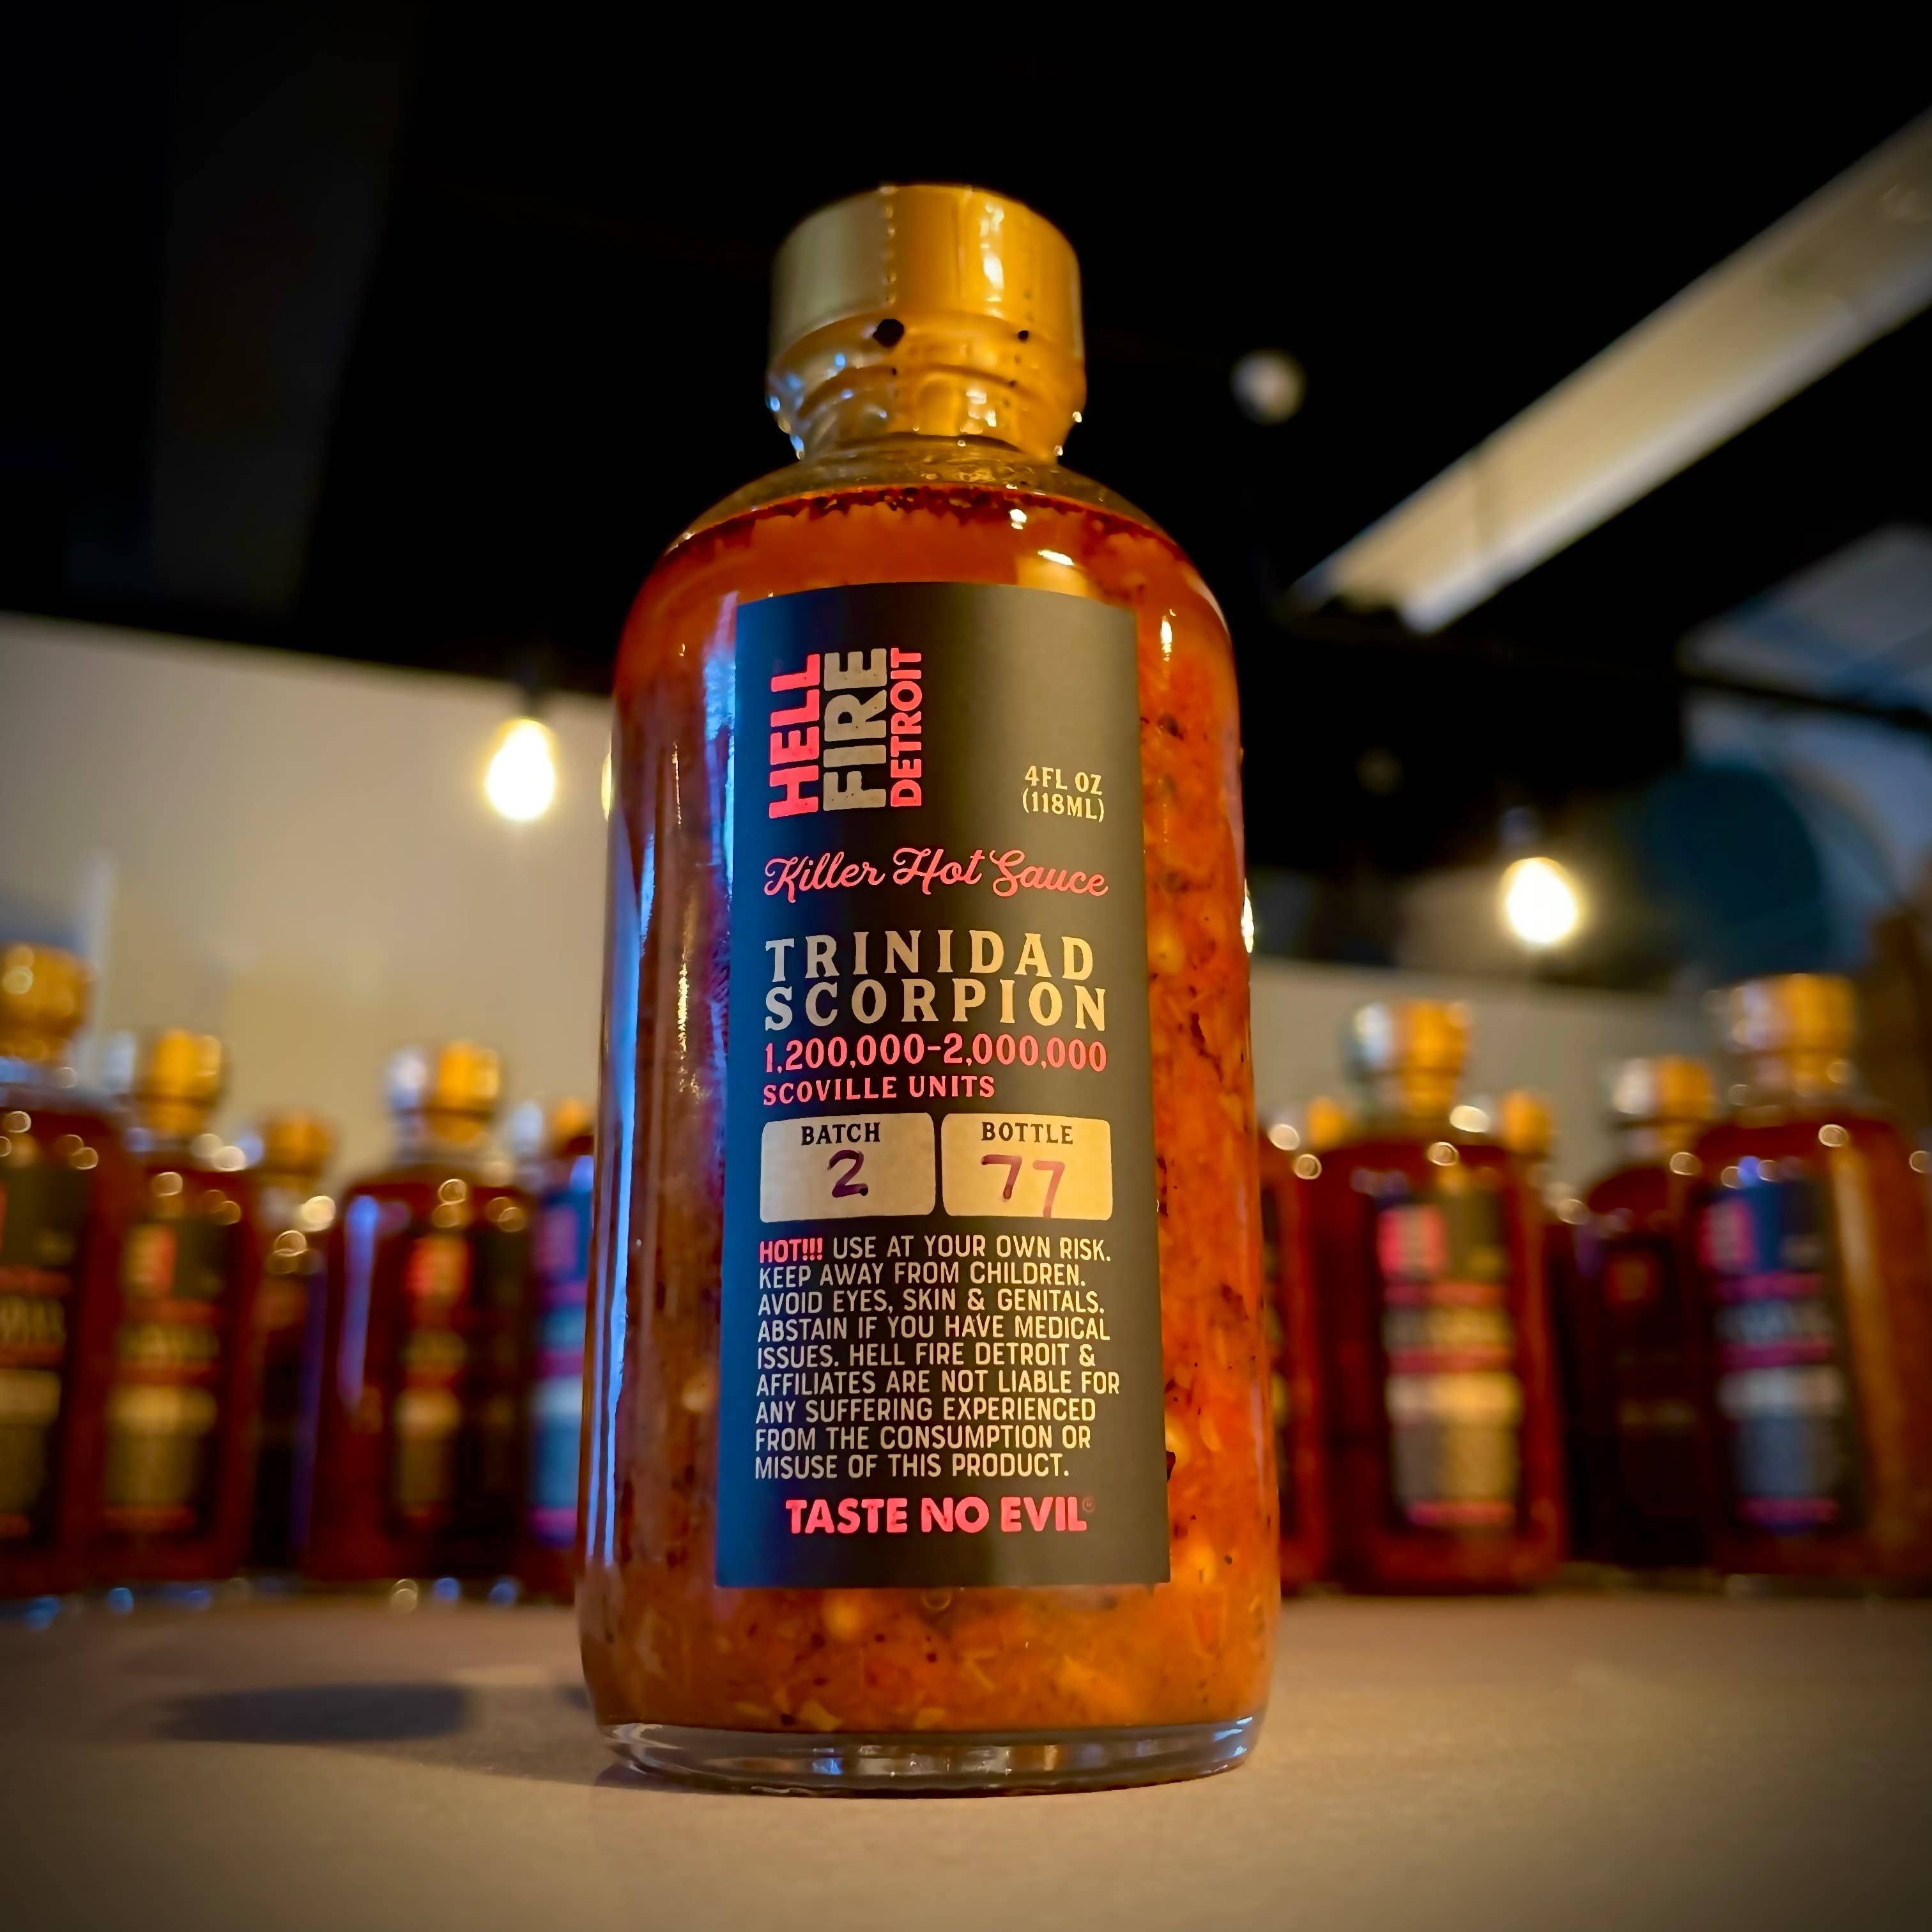 HELL
FIRE
DETROIT
4FL OZ
(118ML)
Killer Hot Sauce
TRINIDAD
SCORPION
1,200,000-2,000,000
SCOVILLE UNITS
BATCH
2
BOTTLE
77
HOT!!! USE AT YOUR OWN RISK.
KEEP AWAY FROM CHILDREN.
AVOID EYES, SKIN & GENITALS.
ABSTAIN IF YOU HAVE MEDICAL
ISSUES. HELL FIRE DETROIT &
AFFILIATES ARE NOT LIABLE FOR
ANY SUFFERING EXPERIENCED
FROM THE CONSUMPTION OR
MISUSE OF THIS PRODUCT.
TASTE NO EVIL®